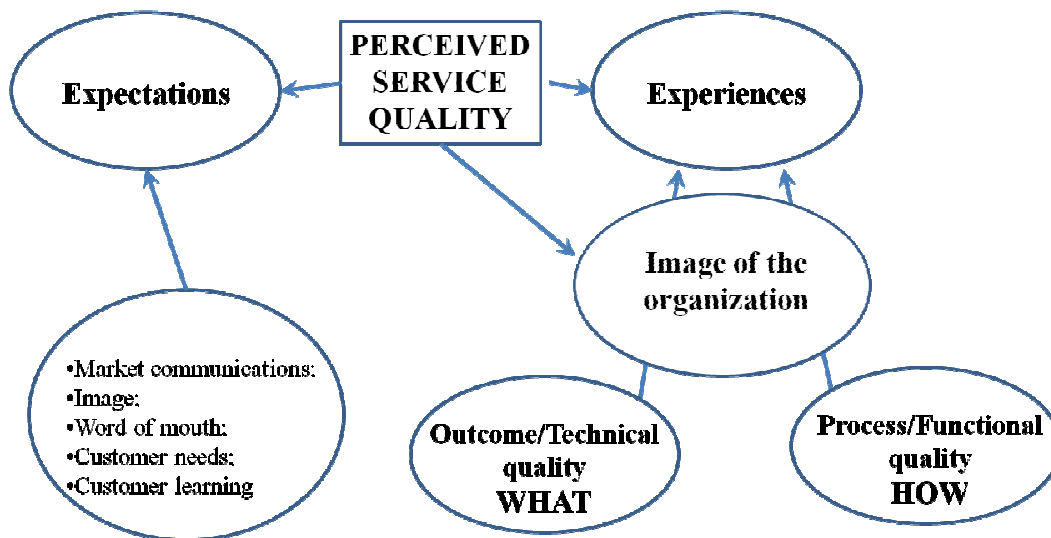 PERCEIVED
SERVICE
QUALITY
Expectations
Experiences
Image of the
organization
•Market communications;
•Image;
•Word of mouth;
•Customer needs;
•Customer learning
Outcome/Technical
quality
WHAT
Process/Functional
quality
HOW